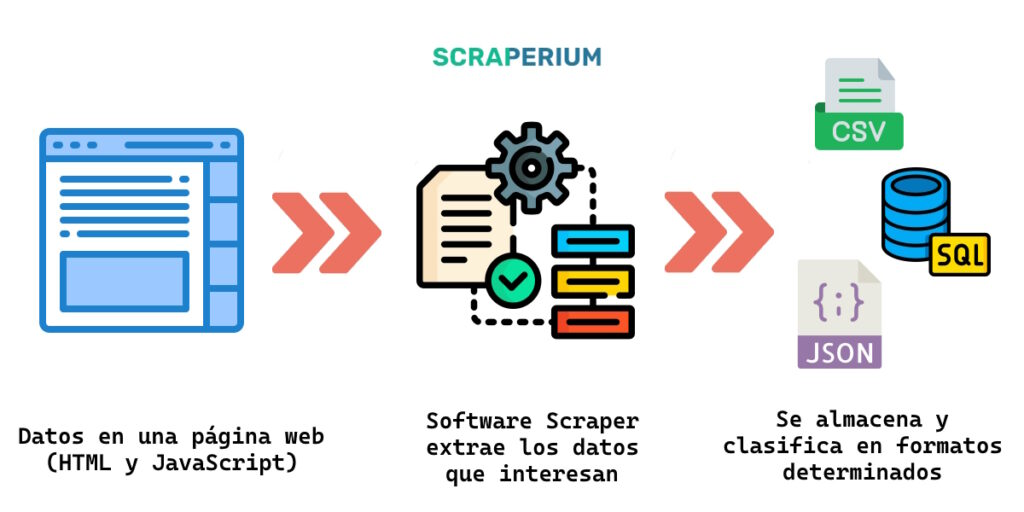 SCRAPERIUM
CSV
SQL
JSON
Datos en una página web
(HTML y JavaScript)
Software Scraper
extrae los datos
que interesan
Se almacena y
clasifica en formatos
determinados